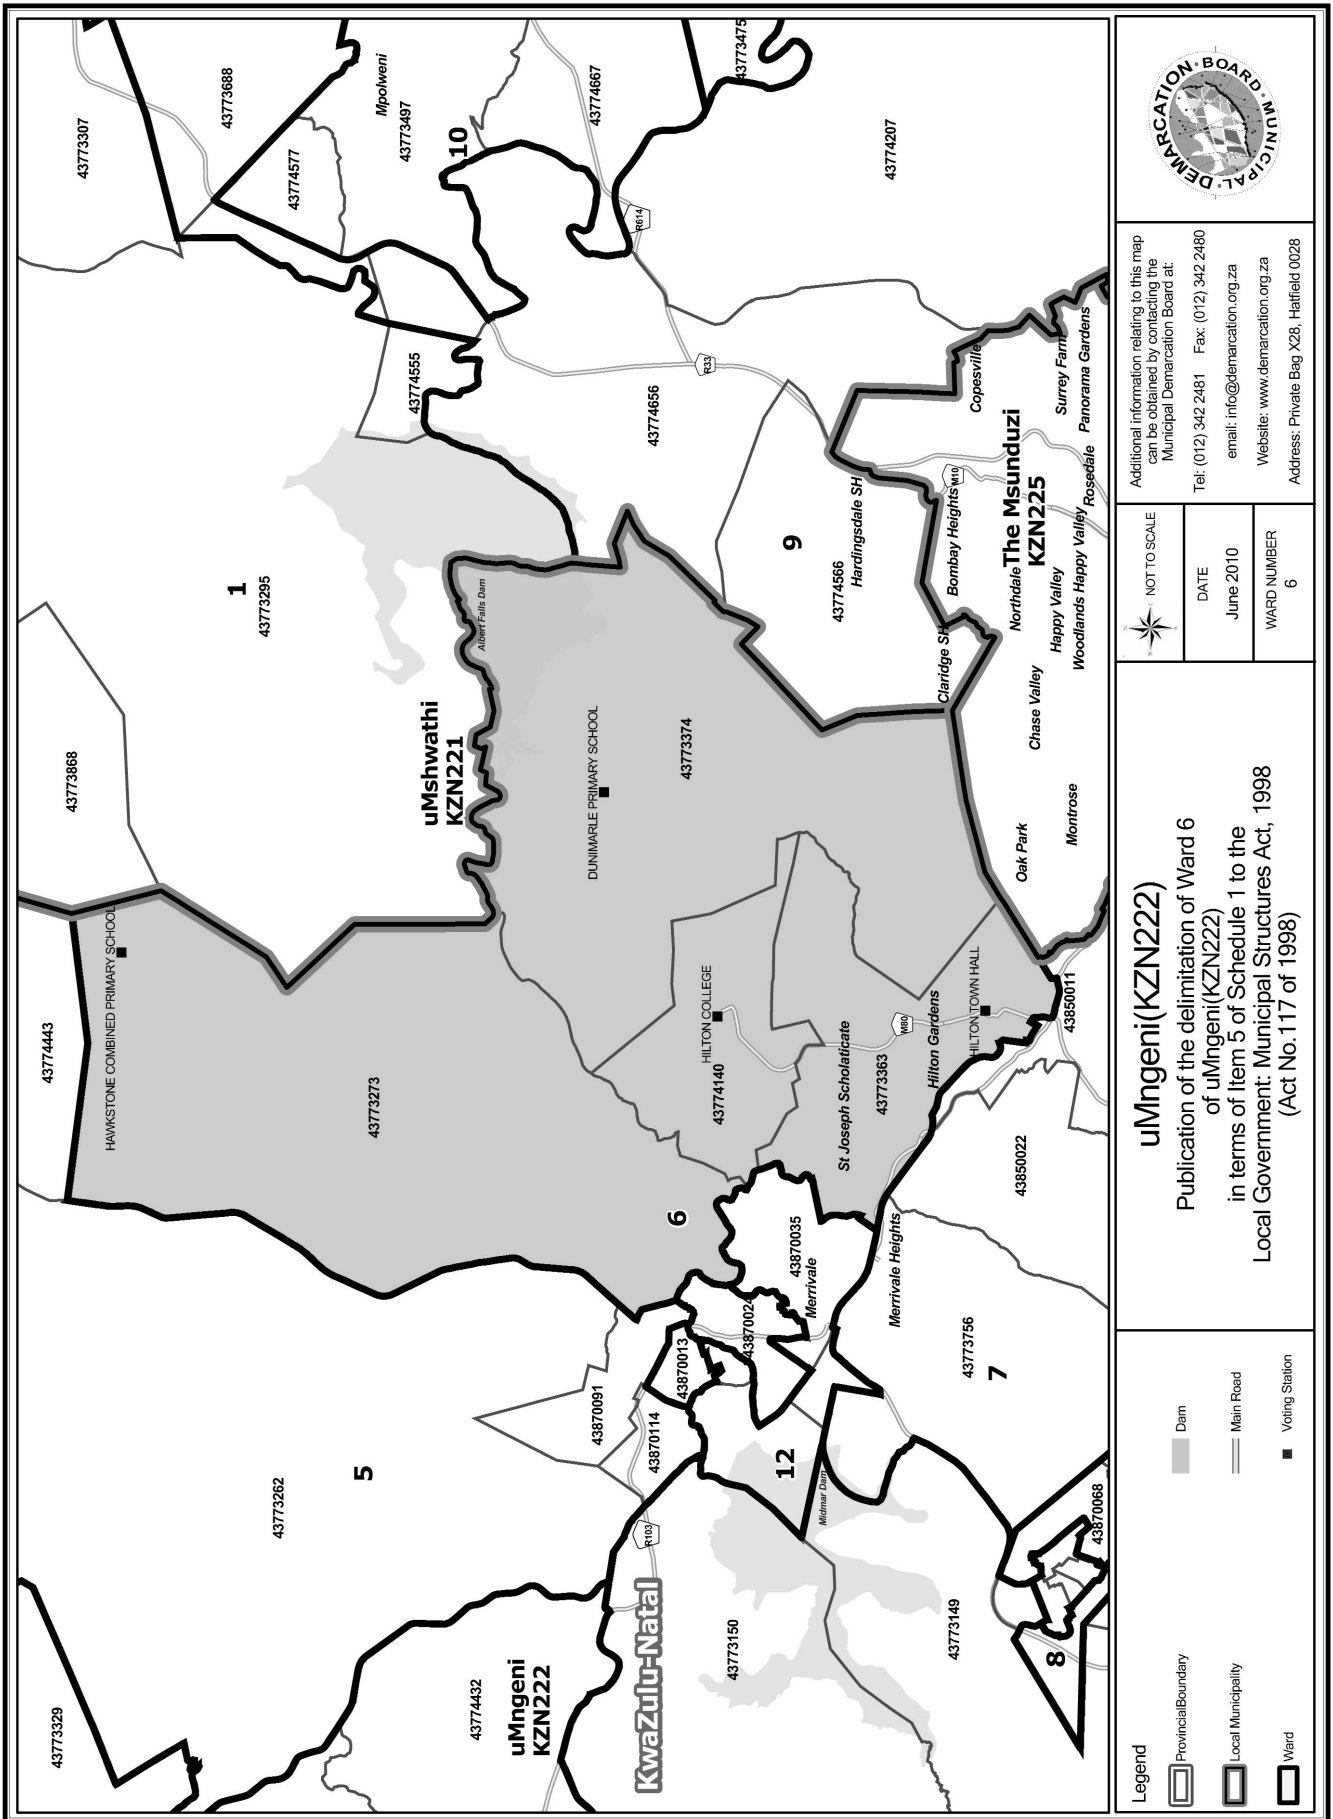 43773329
43773262
5
43774432
uMngeni
KZN222
KwaZulu-Natal
R103
43773150
43773149
Midmar Dam
12
8
43870068
43870091
43870114
43870013
43870024
43870035
Merrivale
Merrivale Heights
43773756
7
43850022
43850011
43774443
HAWKSTONE COMBINED PRIMARY SCHOOL
43773273
6
HILTON COLLEGE
43774140
St Joseph Scholaticate
43773363
M80
Hilton Gardens
HILTON TOWN HALL
DUNIMARLE PRIMARY SCHOOL
43773374
Albert Falls Dam
43773868
uMshwathi
KZN221
1
43773295
43773307
43773688
43774577
Mpolweni
43773497
10
43774667
43773475
R614
43774207
43774555
43774656
R33
9
43774566
Hardingsdale SH
Claridge SH
Bombay Heights
M10
Copesville
Northdale
The Msunduzi
KZN225
Surrey Farm
Panorama Gardens
Rosedale
Happy Valley
Woodlands Happy Valley
Chase Valley
Oak Park
Montrose
Legend
ProvincialBoundary
Local Municipality
Ward
Dam
Main Road
Voting Station
uMngeni(KZN222)
Publication of the delimitation of Ward 6
of uMngeni(KZN222)
in terms of Item 5 of Schedule 1 to the
Local Government: Municipal Structures Act, 1998
(Act No.117 of 1998)
NOT TO SCALE
DATE
June 2010
WARD NUMBER
6
Additional information relating to this map
can be obtained by contacting the
Municipal Demarcation Board at:
Tel: (012) 342 2481 Fax: (012) 342 2480
email: info@demarcation.org.za
Website: www.demarcation.org.za
Address: Private Bag X28, Hatfield 0028
MUNICIPAL DEMARCATION BOARD